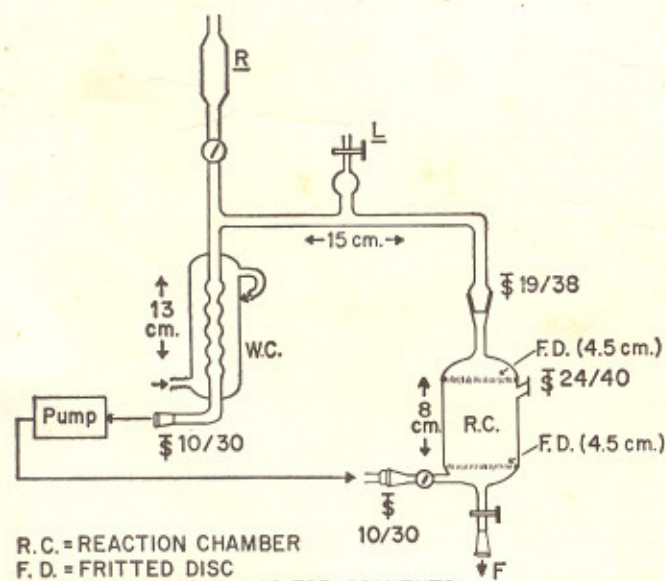 R
L
←15 cm.→
13
cm.
W.C.
19/38
F.D. (4.5 cm.)
24/40
8
cm.
R.C.
F.D. (4.5 cm.)
Pump
10/30
10/30
F
R.C. = REACTION CHAMBER
F.D. = FRITTED DISC